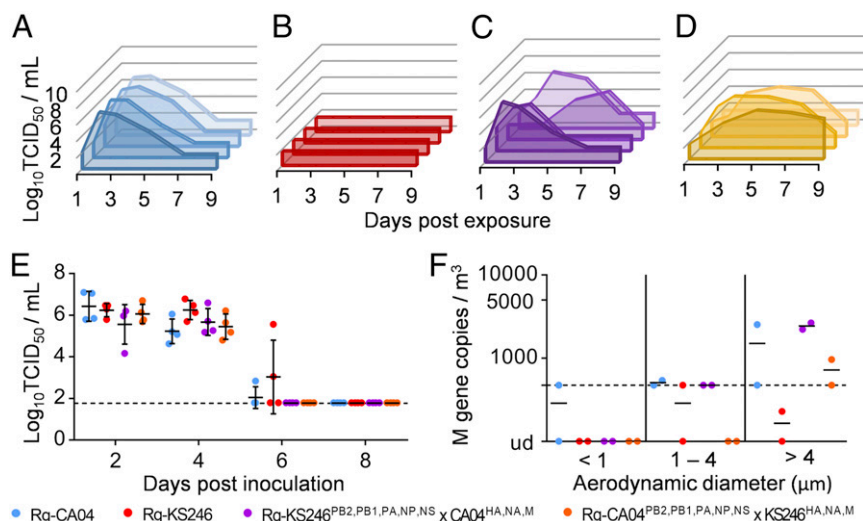 A
B
C
D
Log10TCID50 / mL
10
8
6
4
2
1 3 5 7 9
1 3 5 7 9
1 3 5 7 9
1 3 5 7 9
Days post exposure
E
Log10TCID50 / mL
8
6
4
2
0
2 4 6 8
Days post inoculation
F
M gene copies / m3
10000
5000
1000
ud
< 1
1 – 4
> 4
Aerodynamic diameter (μm)
Rg-CA04
Rg-KS246
Rg-KS246PB2,PB1,PA,NP,NS x CA04HA,NA,M
Rg-CA04PB2,PB1,PA,NP,NS x KS246HA,NA,M